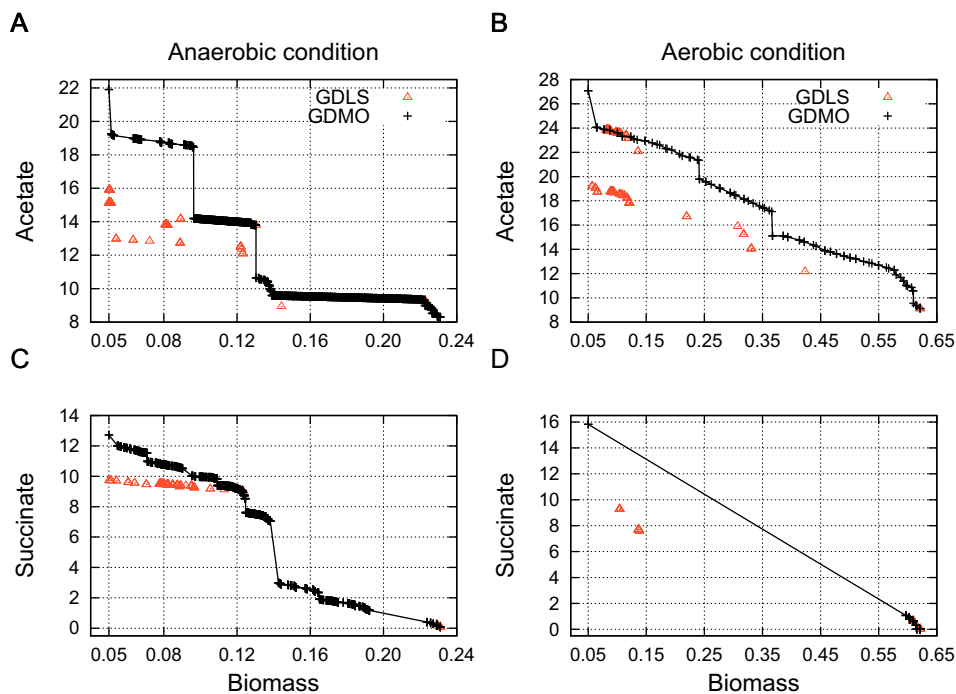 A
Anaerobic condition
B
Aerobic condition
Acetate
22
20
18
16
14
12
10
8
GDLS
GDMO
0.05 0.08 0.12 0.16 0.20 0.24
Acetate
28
26
24
22
20
18
16
14
12
10
8
GDLS
GDMO
0.05 0.15 0.25 0.35 0.45 0.55 0.65
C
D
Succinate
14
12
10
8
6
4
2
0
0.05 0.08 0.12 0.16 0.20 0.24
Biomass
Succinate
16
14
12
10
8
6
4
2
0
0.05 0.15 0.25 0.35 0.45 0.55 0.65
Biomass